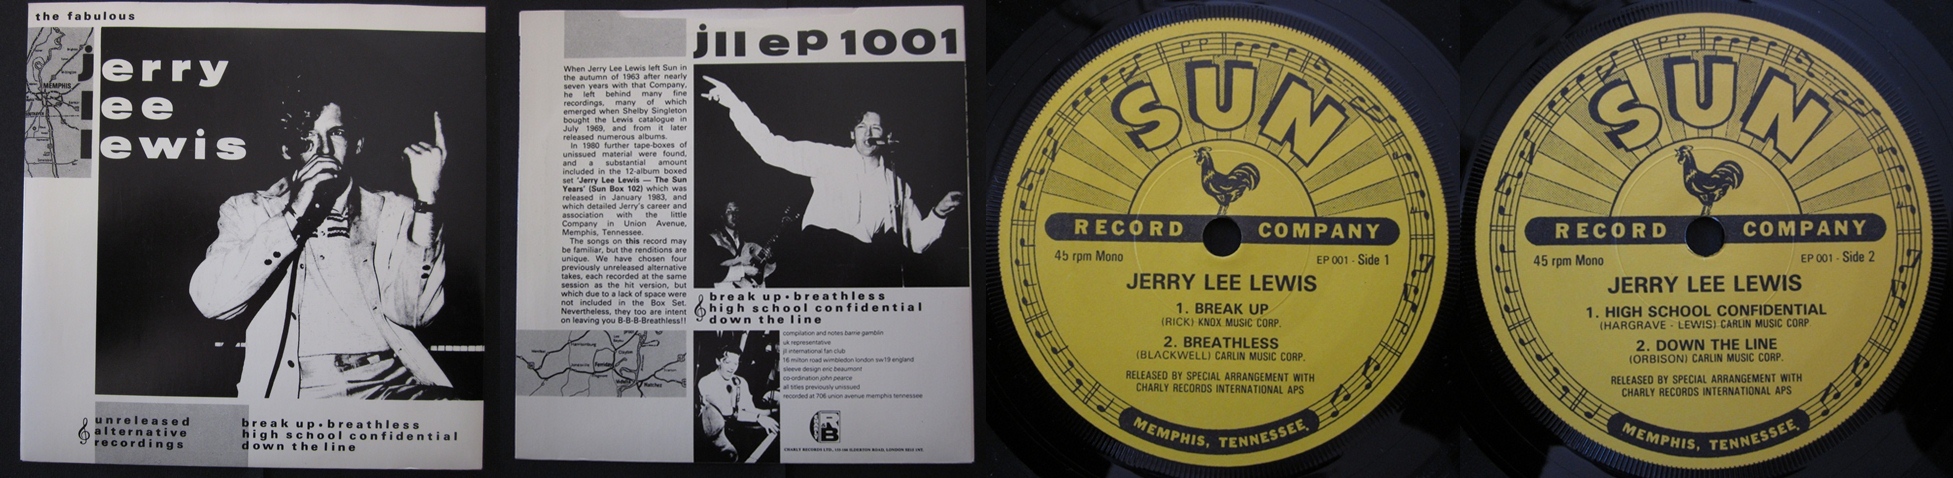 the fabulous
jerry
lee
lewis
MEMPHIS
unreleased
alternative
recordings
break up • breathless
high school confidential
down the line
jll ep 1001
When Jerry Lee Lewis left Sun in
the autumn of 1963 after nearly
seven years with that Company,
he left behind many fine
recordings, many of which
emerged when Shelby Singleton
bought the Lewis catalogue in
July 1969, and from it later
released numerous albums.
In 1980 further tape-boxes of
unissued material were found,
and a substantial amount
included in the 12-album boxed
set 'Jerry Lee Lewis — The Sun
Years' (Sun Box 102) which was
released in January 1983, and
which detailed Jerry's career and
association with the little
Company in Union Avenue,
Memphis, Tennessee.
The songs on this record may
be familiar, but the renditions are
unique. We have chosen four
previously unreleased alternative
takes, each recorded at the same
session as the hit version, but
which due to a lack of space were
not included in the Box Set.
Nevertheless, they too are intent
on leaving you B-B-B-Breathless!!
break up • breathless
high school confidential
down the line
compilation and notes barrie gamblin
uk representative
jl international fan club
16 milton road wimbledon london sw19 england
sleeve design eric beaumont
co-ordination john pearce
all titles previously unissued
recorded at 706 union avenue memphis tennessee
Ferriday
Natchez
SUN
RECORD COMPANY
45 rpm Mono
EP 001 - Side 1
JERRY LEE LEWIS
1. BREAK UP
(RICK) KNOX MUSIC CORP.
2. BREATHLESS
(BLACKWELL) CARLIN MUSIC CORP.
RELEASED BY SPECIAL ARRANGEMENT WITH
CHARLY RECORDS INTERNATIONAL APS
MEMPHIS, TENNESSEE.
SUN
RECORD COMPANY
45 rpm Mono
EP 001 - Side 2
JERRY LEE LEWIS
1. HIGH SCHOOL CONFIDENTIAL
(HARGRAVE - LEWIS) CARLIN MUSIC CORP
2. DOWN THE LINE
(ORBISON) CARLIN MUSIC CORP.
RELEASED BY SPECIAL ARRANGEMENT WITH
CHARLY RECORDS INTERNATIONAL APS
MEMPHIS, TENNESSEE.